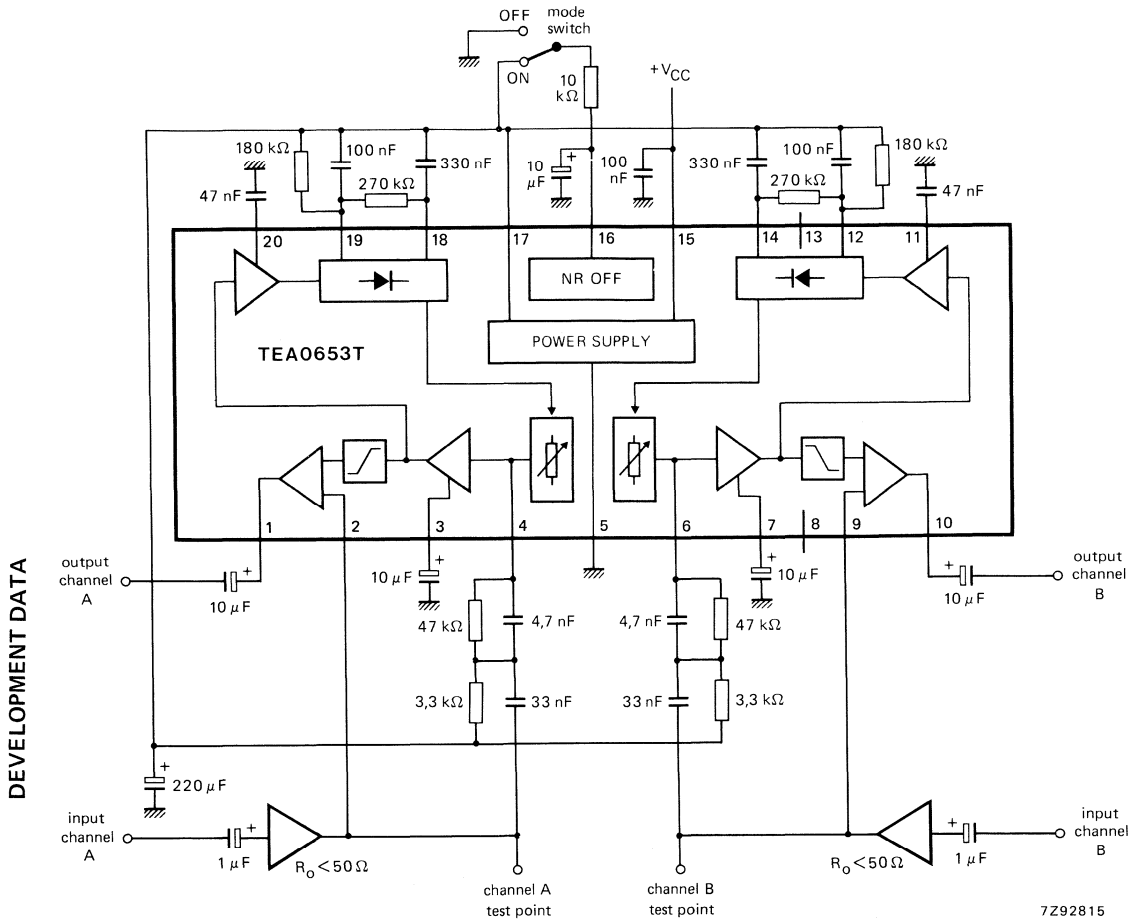 OFF
mode
switch
ON
10
kΩ
+VCC
180 kΩ
100 nF
330 nF
10
μF
+
100
nF
330 nF
100 nF
180 kΩ
47 nF
270 kΩ
270 kΩ
47 nF
20
19
18
17
16
15
14
13
12
11
NR OFF
POWER SUPPLY
TEA0653T
1
2
3
4
5
6
7
8
9
10
output
channel
A
+
10 μF
10 μF
+
+
10 μF
+
10 μF
output
channel
B
47 kΩ
4,7 nF
4,7 nF
47 kΩ
3,3 kΩ
33 nF
33 nF
3,3 kΩ
DEVELOPMENT DATA
+
220 μF
input
channel
A
+
1 μF
Ro<50Ω
Ro<50Ω
+
1 μF
input
channel
B
channel A
test point
channel B
test point
7Z92815